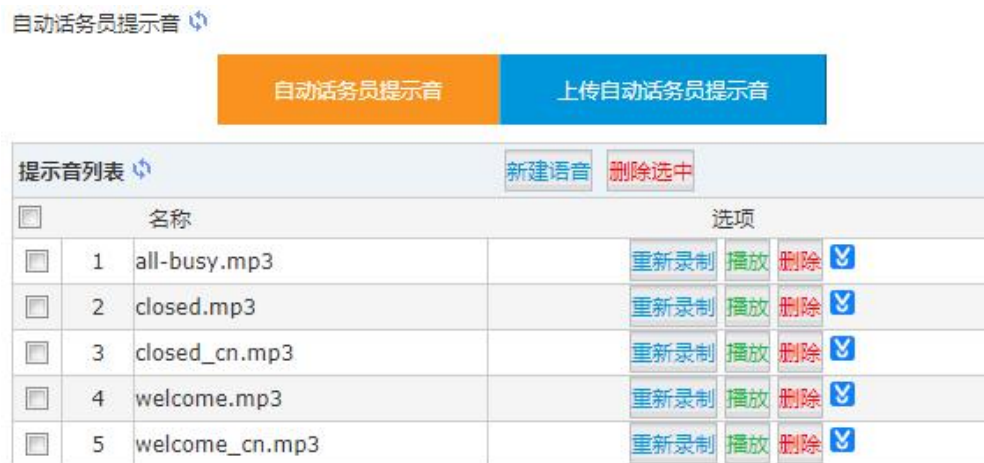 自动话务员提示音
自动话务员提示音 上传自动话务员提示音
提示音列表 新建语音 删除选中
名称 选项
1 all-busy.mp3 重新录制 播放 删除
2 closed.mp3 重新录制 播放 删除
3 closed_cn.mp3 重新录制 播放 删除
4 welcome.mp3 重新录制 播放 删除
5 welcome_cn.mp3 重新录制 播放 删除